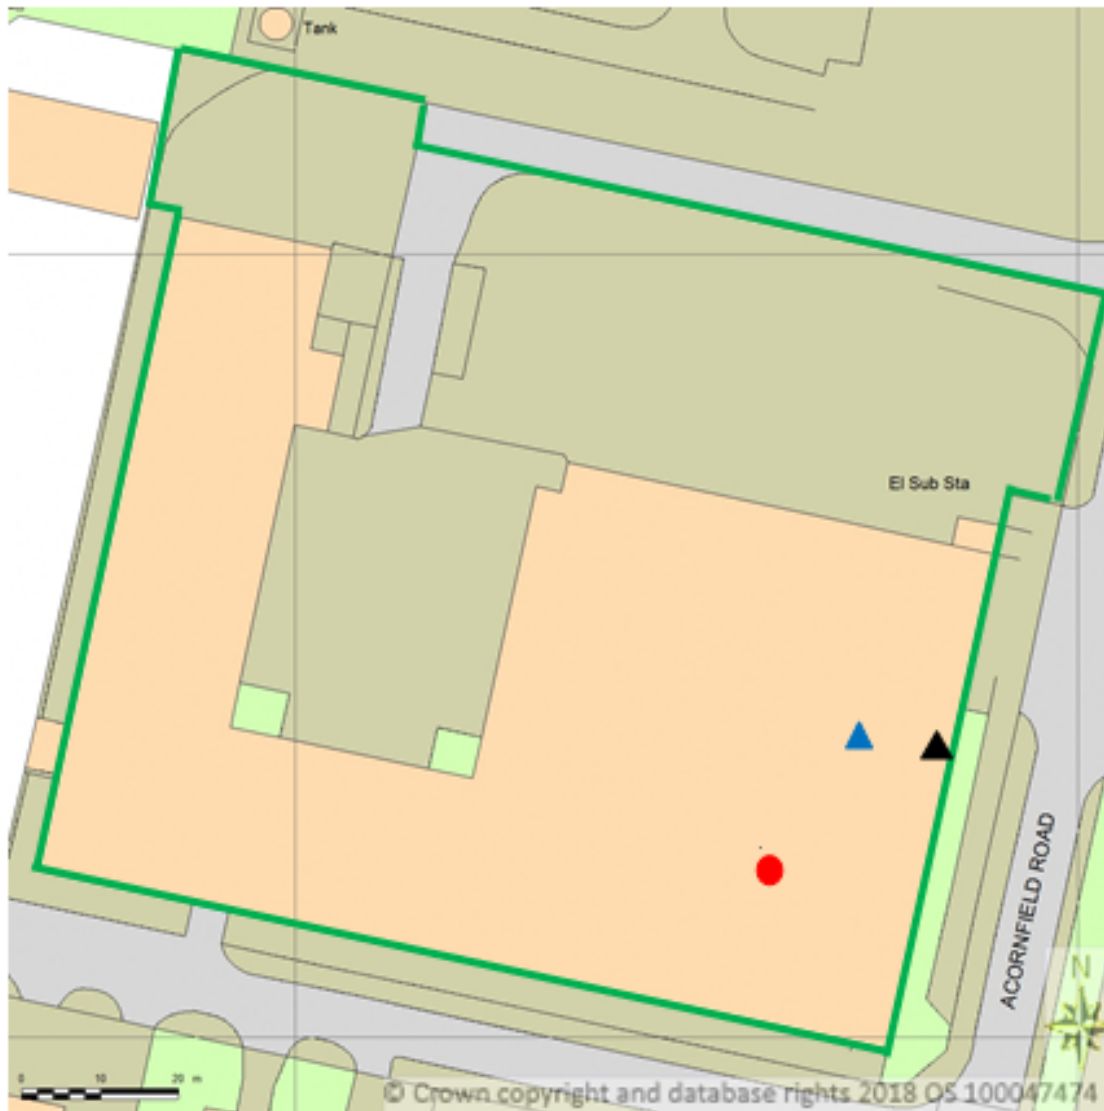 Tank
El Sub Sta
ACORNFIELD ROAD
N
0 10 20 m
© Crown copyright and database rights 2018 OS 100047474